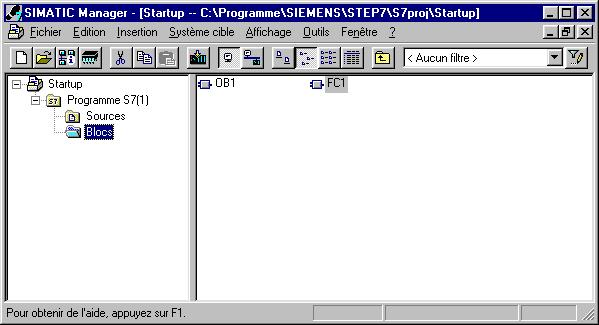 SIMATIC Manager - [Startup -- C:\Programme\SIEMENS\STEP7\S7proj\Startup]
Fichier Edition Insertion Système cible Affichage Outils Fenêtre ?
< Aucun filtre >
Startup
Programme S7(1)
Sources
Blocs
OB1 FC1
Pour obtenir de l'aide, appuyez sur F1.